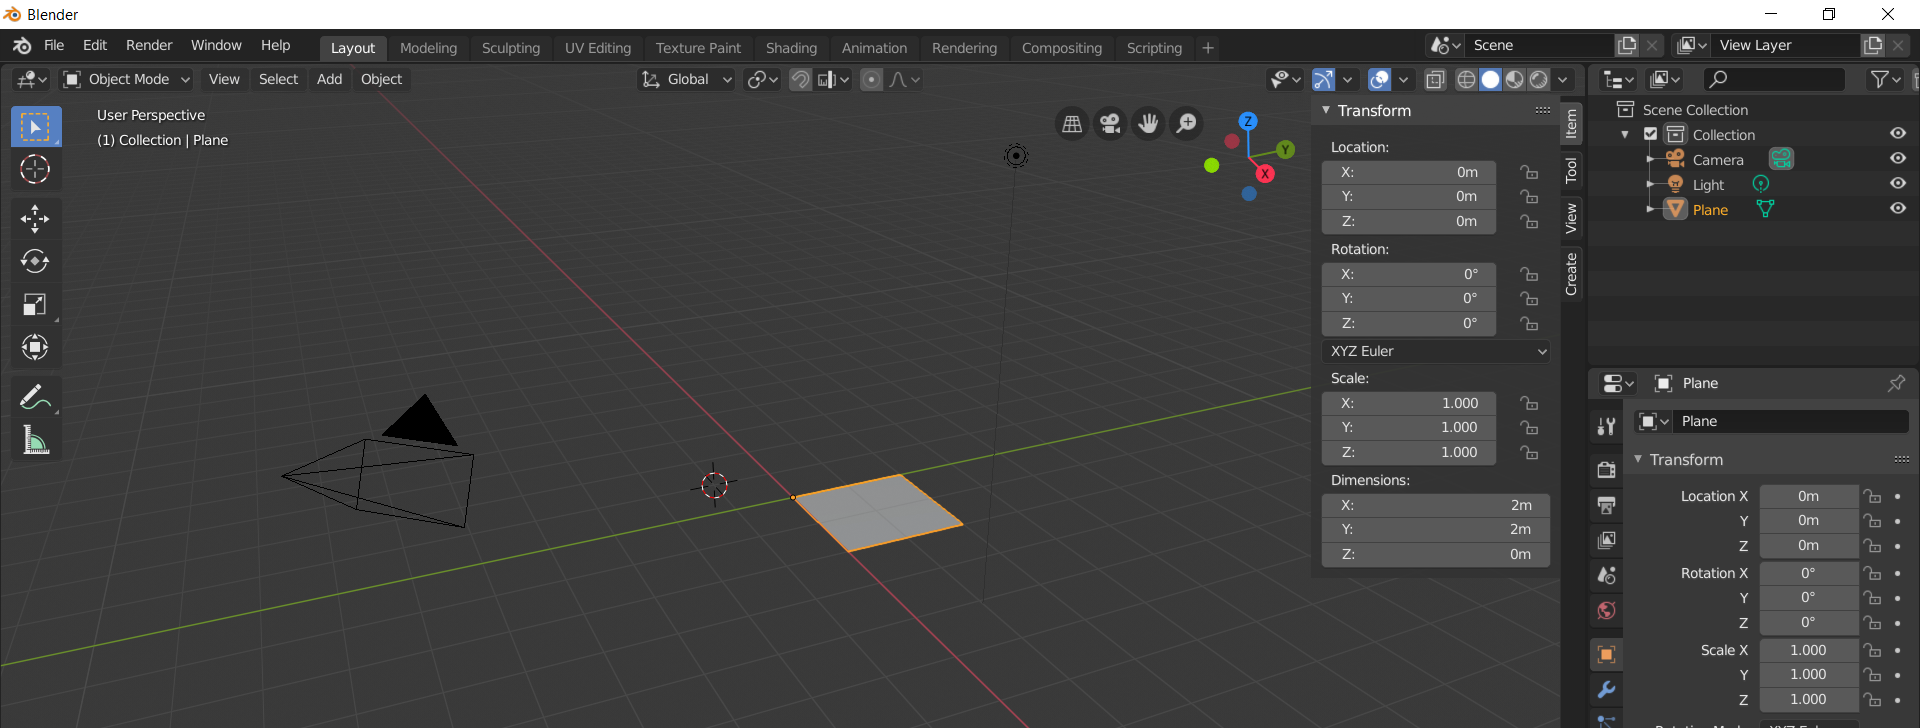 Blender
File Edit Render Window Help Layout Modeling Sculpting UV Editing Texture Paint Shading Animation Rendering Compositing Scripting + Scene View Layer
Object Mode View Select Add Object Global
User Perspective
(1) Collection | Plane
Z
Y
X
Transform
Location:
X: 0m
Y: 0m
Z: 0m
Rotation:
X: 0°
Y: 0°
Z: 0°
XYZ Euler
Scale:
X: 1.000
Y: 1.000
Z: 1.000
Dimensions:
X: 2m
Y: 2m
Z: 0m
Item
Tool
View
Create
Scene Collection
Collection
Camera
Light
Plane
Plane
Plane
Transform
Location X 0m
Y 0m
Z 0m
Rotation X 0°
Y 0°
Z 0°
Scale X 1.000
Y 1.000
Z 1.000